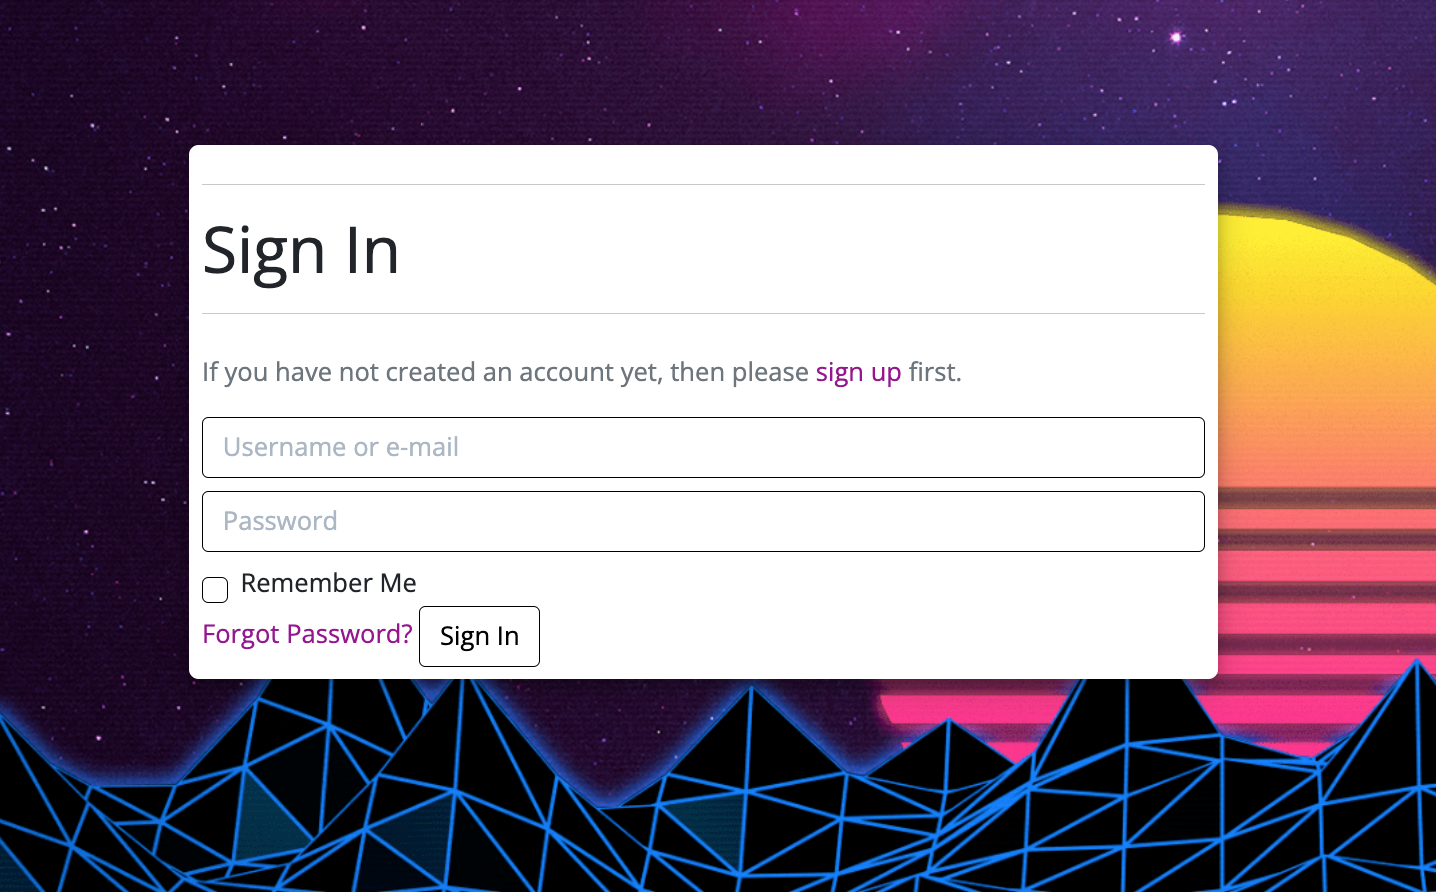 Sign In
If you have not created an account yet, then please sign up first.
Username or e-mail
Password
Remember Me
Forgot Password? Sign In